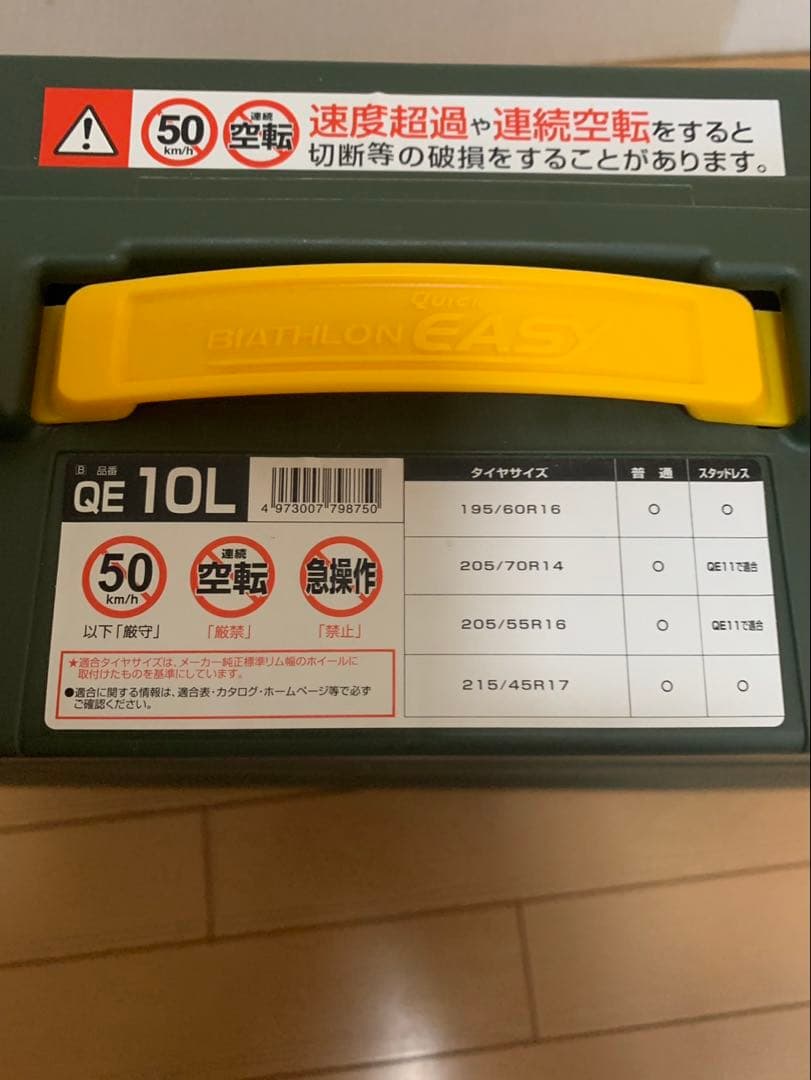 50
km/h
連続
空転
速度超過や連続空転をすると
切断等の破損をすることがあります。
Quick
BIATHLON EASY
B 品番
QE 10L
4 973007 798750
50
km/h
以下「厳守」
連続
空転
「厳禁」
急操作
「禁止」
★適合タイヤサイズは、メーカー純正標準リム幅のホイールに
取付けたものを基準にしています。
●適合に関する情報は、適合表・カタログ・ホームページ等で必ず
ご確認ください。
タイヤサイズ 普通 スタッドレス
195/60R16 ○ ○
205/70R14 ○ QE11で適合
205/55R16 ○ QE11で適合
215/45R17 ○ ○